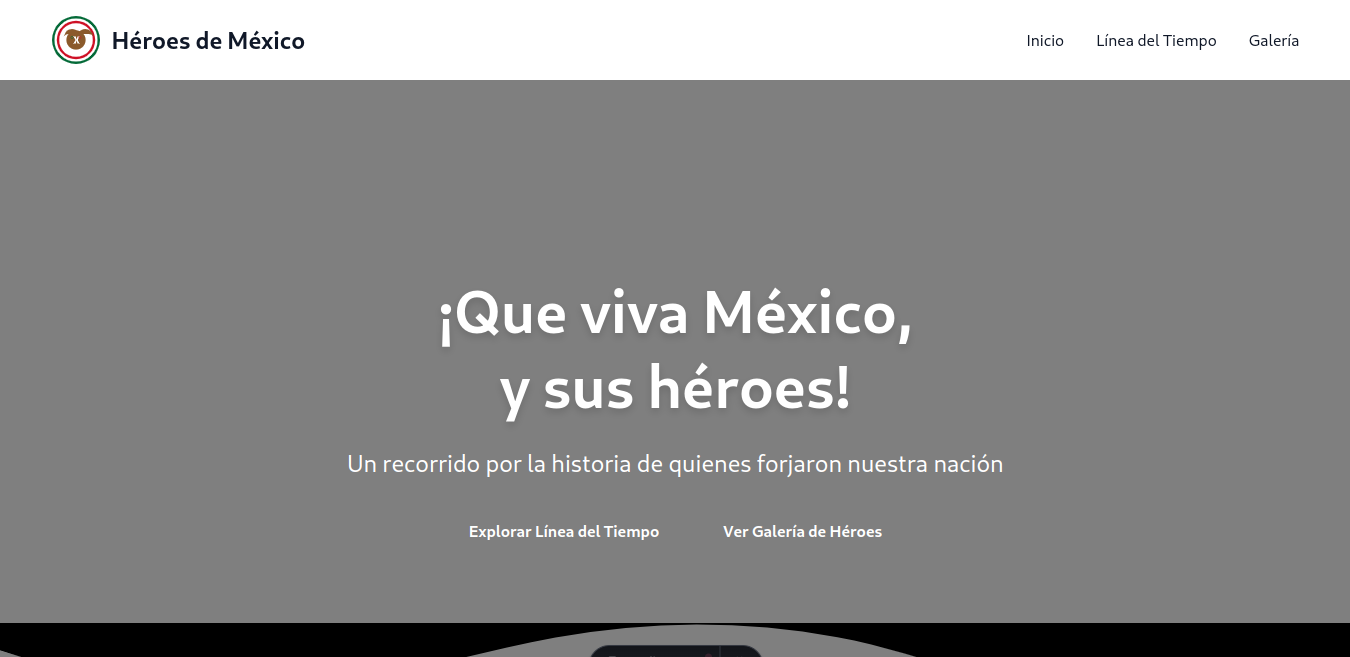 X
Héroes de México
Inicio
Línea del Tiempo
Galería
¡Que viva México,
y sus héroes!
Un recorrido por la historia de quienes forjaron nuestra nación
Explorar Línea del Tiempo
Ver Galería de Héroes